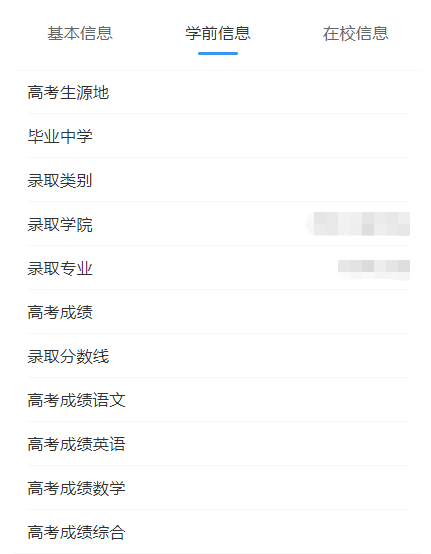 基本信息 学前信息 在校信息
高考生源地
毕业中学
录取类别
录取学院
录取专业
高考成绩
录取分数线
高考成绩语文
高考成绩英语
高考成绩数学
高考成绩综合